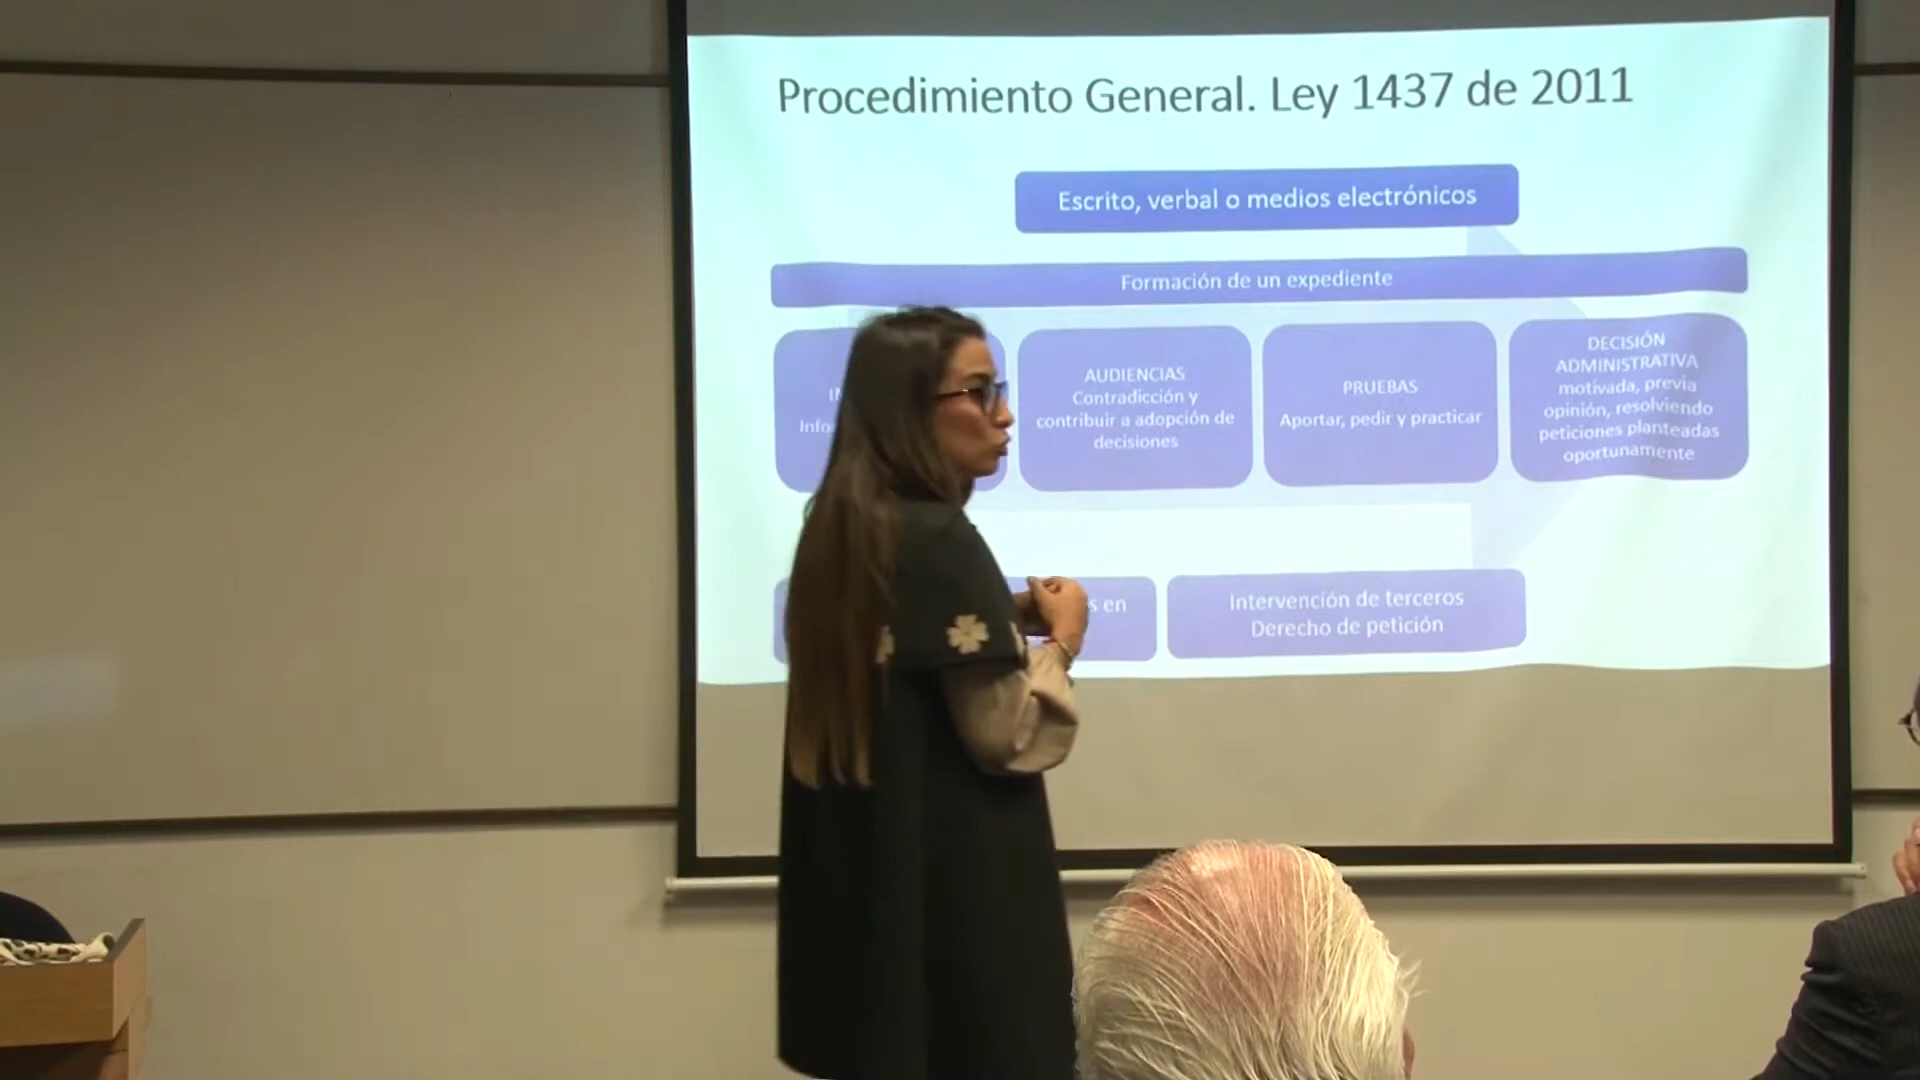 Procedimiento General. Ley 1437 de 2011
Escrito, verbal o medios electrónicos
Formación de un expediente
AUDIENCIAS
Contradicción y
contribuir a adopción de
decisiones
PRUEBAS
Aportar, pedir y practicar
DECISIÓN
ADMINISTRATIVA
motivada, previa
opinión, resolviendo
peticiones planteadas
oportunamente
en
Intervención de terceros
Derecho de petición